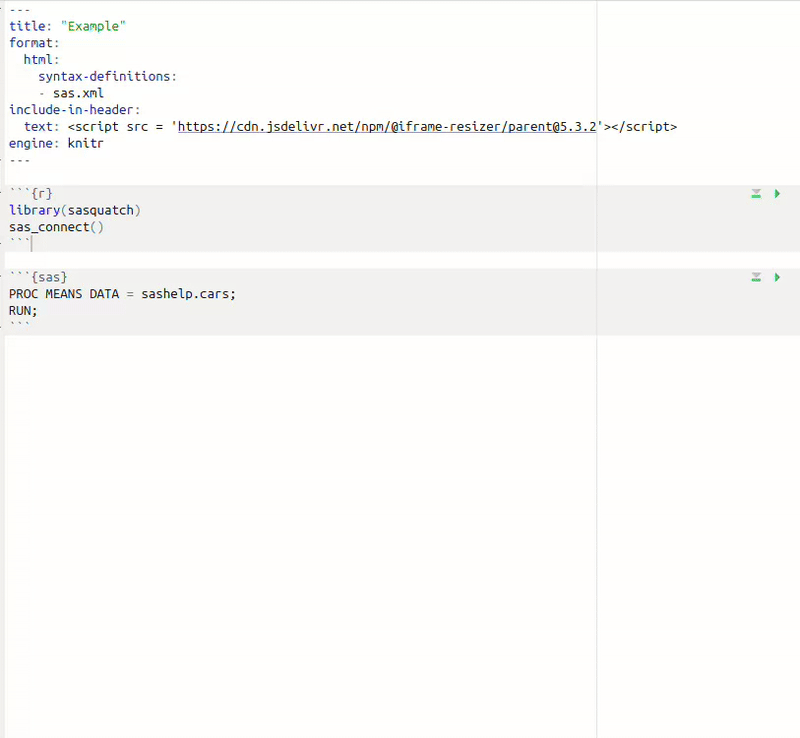 ---
title: "Example"
format:
  html:
    syntax-definitions:
    - sas.xml
include-in-header:
  text: <script src = 'https://cdn.jsdelivr.net/npm/@iframe-resizer/parent@5.3.2'></script>
engine: knitr
---
```{r}
library(sasquatch)
sas_connect()
```
```{sas}
PROC MEANS DATA = sashelp.cars;
RUN;
```